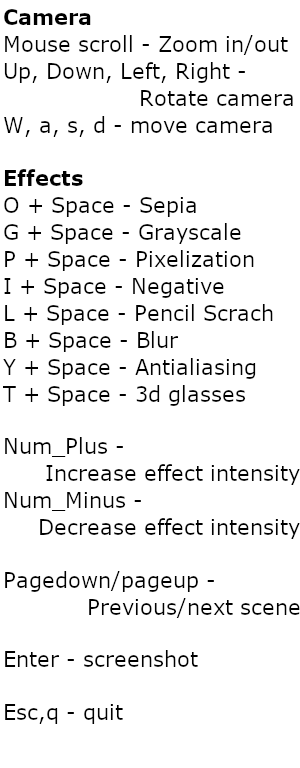 Camera
Mouse scroll - Zoom in/out
Up, Down, Left, Right -
Rotate camera
W, a, s, d - move camera
Effects
O + Space - Sepia
G + Space - Grayscale
P + Space - Pixelization
I + Space - Negative
L + Space - Pencil Scrach
B + Space - Blur
Y + Space - Antialiasing
T + Space - 3d glasses
Num_Plus -
Increase effect intensity
Num_Minus -
Decrease effect intensity
Pagedown/pageup -
Previous/next scene
Enter - screenshot
Esc,q - quit